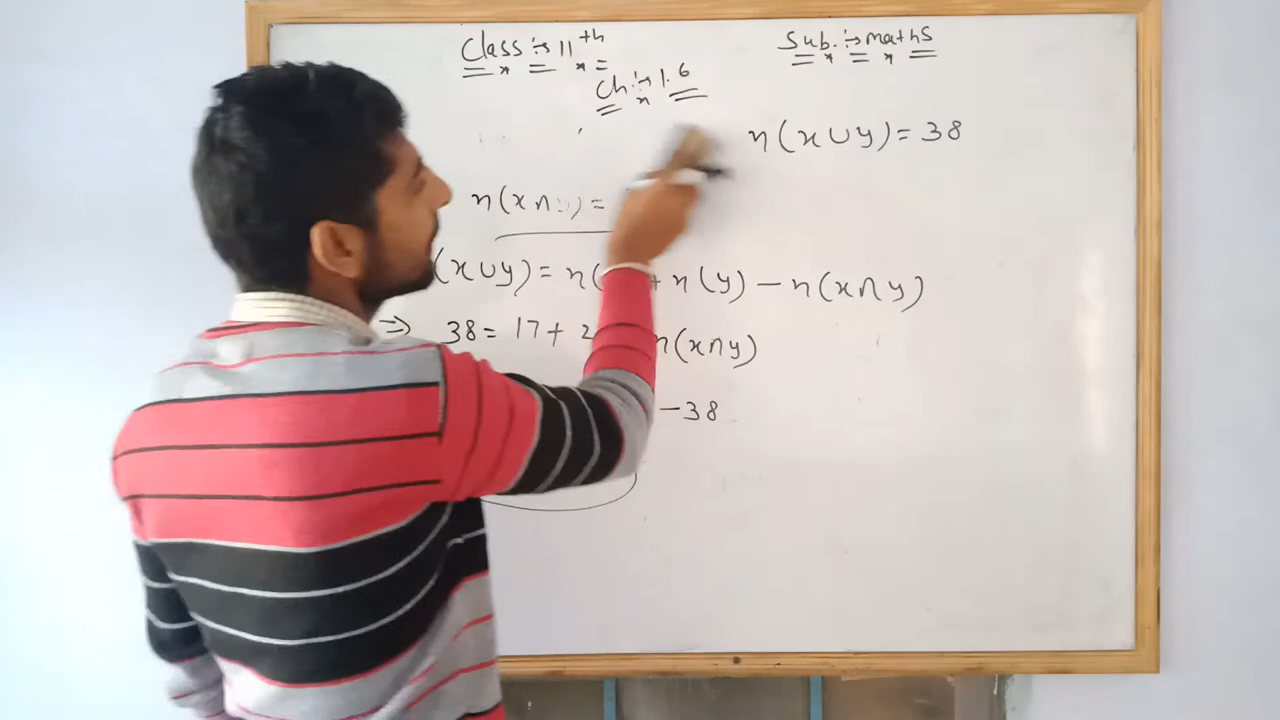 Class :- 11th
Sub. :- maths
Ch. :- 1.6
n(x∪y) = 38
n(x∩ ) =
(x∪y) = n( + n(y) - n(x∩y)
⇒ 38 = 17 + 2 n(x∩y)
- 38